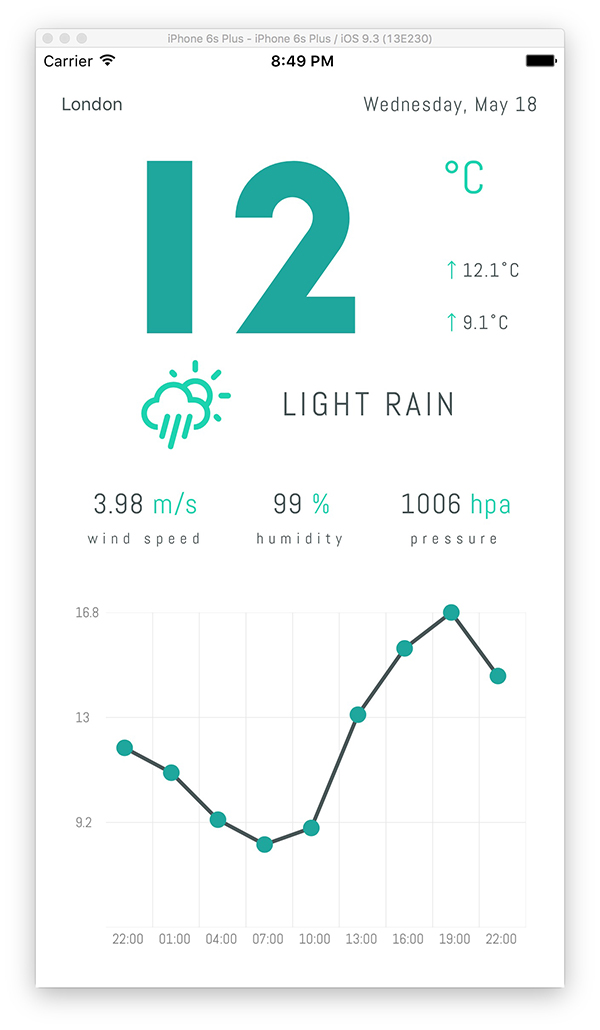 iPhone 6s Plus - iPhone 6s Plus / iOS 9.3 (13E230)
Carrier 8:49 PM
London Wednesday, May 18
12 °C
↑ 12.1°C
↑ 9.1°C
LIGHT RAIN
3.98 m/s 99 % 1006 hpa
wind speed humidity pressure
16.8
13
9.2
22:00 01:00 04:00 07:00 10:00 13:00 16:00 19:00 22:00